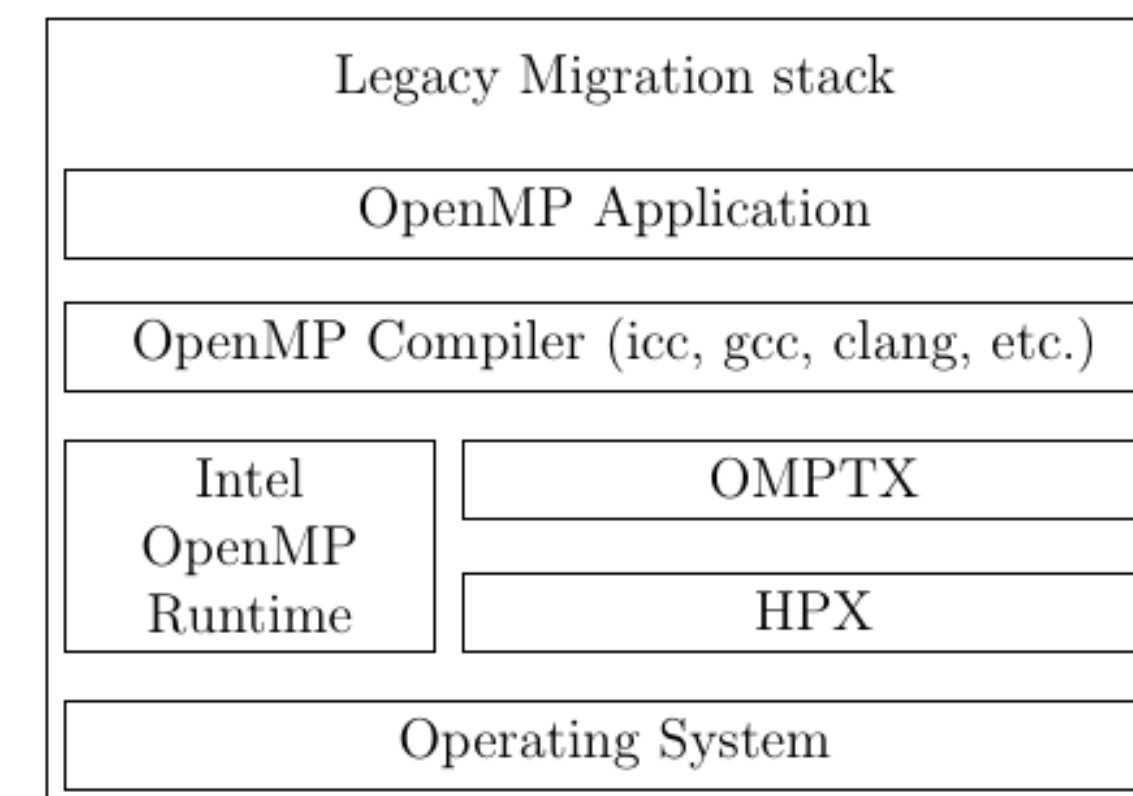 Legacy Migration stack
OpenMP Application
OpenMP Compiler (icc, gcc, clang, etc.)
Intel
OpenMP
Runtime
OMPTX
HPX
Operating System